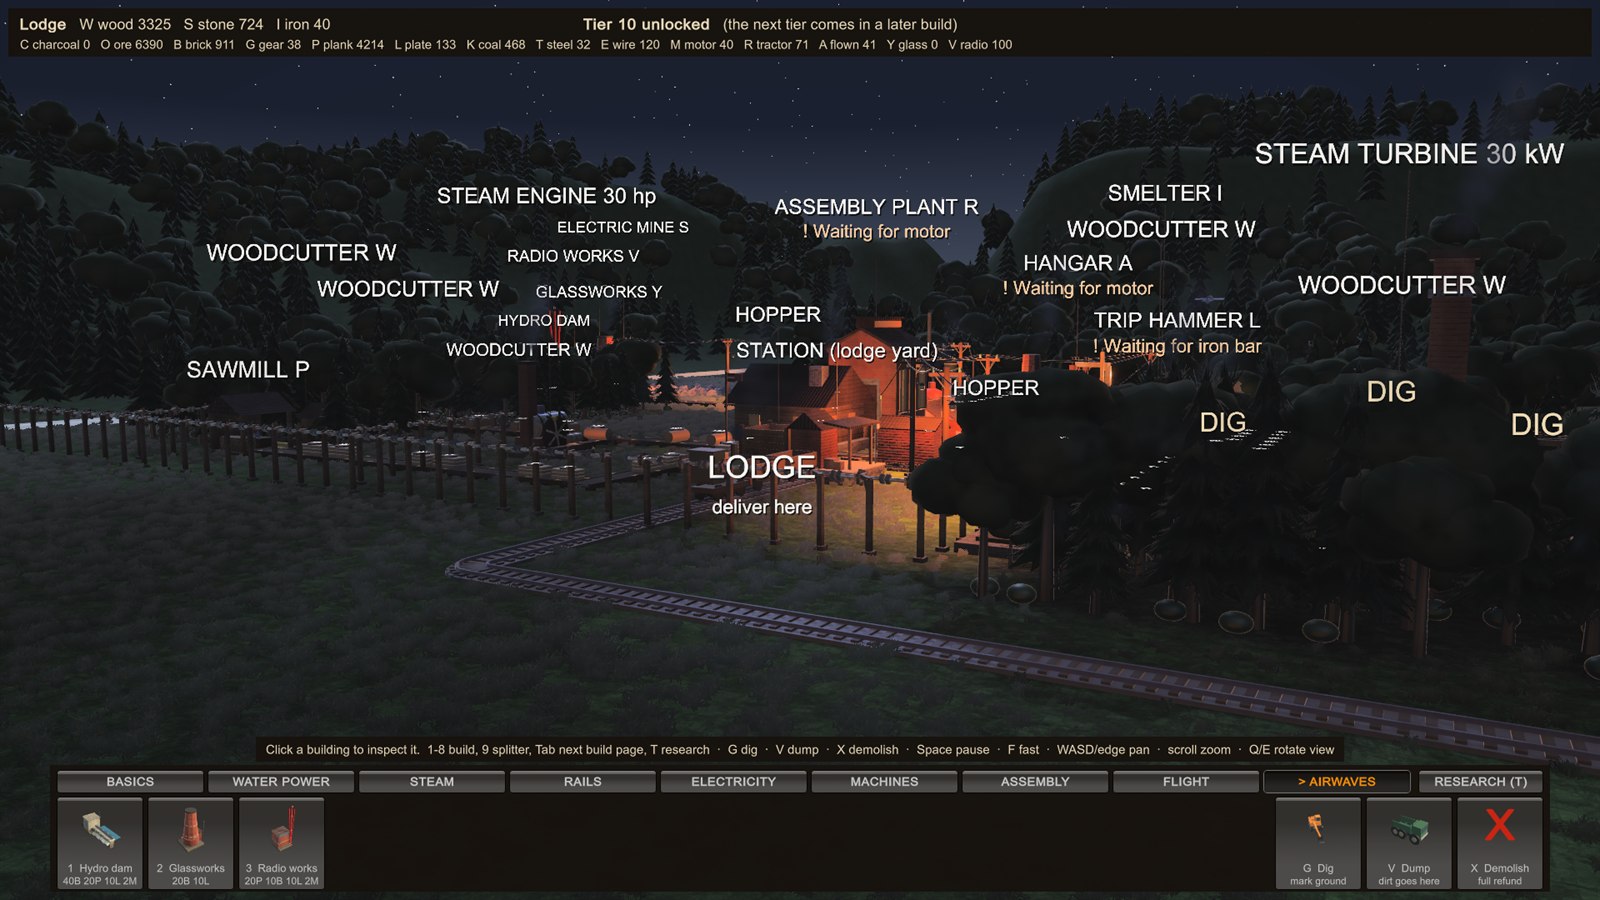 Lodge W wood 3325 S stone 724 I iron 40
Tier 10 unlocked (the next tier comes in a later build)
C charcoal 0 O ore 6390 B brick 911 G gear 38 P plank 4214 L plate 133 K coal 468 T steel 32 E wire 120 M motor 40 R tractor 71 A flown 41 Y glass 0 V radio 100
STEAM TURBINE 30 kW
STEAM ENGINE 30 hp
SMELTER I
ASSEMBLY PLANT R
! Waiting for motor
ELECTRIC MINE S
WOODCUTTER W
WOODCUTTER W
RADIO WORKS V
HANGAR A
! Waiting for motor
WOODCUTTER W
GLASSWORKS Y
WOODCUTTER W
HYDRO DAM
HOPPER
TRIP HAMMER L
! Waiting for iron bar
WOODCUTTER W
STATION (lodge yard)
SAWMILL P
HOPPER
DIG
DIG
DIG
LODGE
deliver here
Click a building to inspect it. 1-8 build, 9 splitter, Tab next build page, T research · G dig · V dump · X demolish · Space pause · F fast · WASD/edge pan · scroll zoom · Q/E rotate view
BASICS
WATER POWER
STEAM
RAILS
ELECTRICITY
MACHINES
ASSEMBLY
FLIGHT
> AIRWAVES
RESEARCH (T)
1 Hydro dam
40B 20P 10L 2M
2 Glassworks
20B 10L
3 Radio works
20P 10B 10L 2M
G Dig
mark ground
V Dump
dirt goes here
X Demolish
full refund